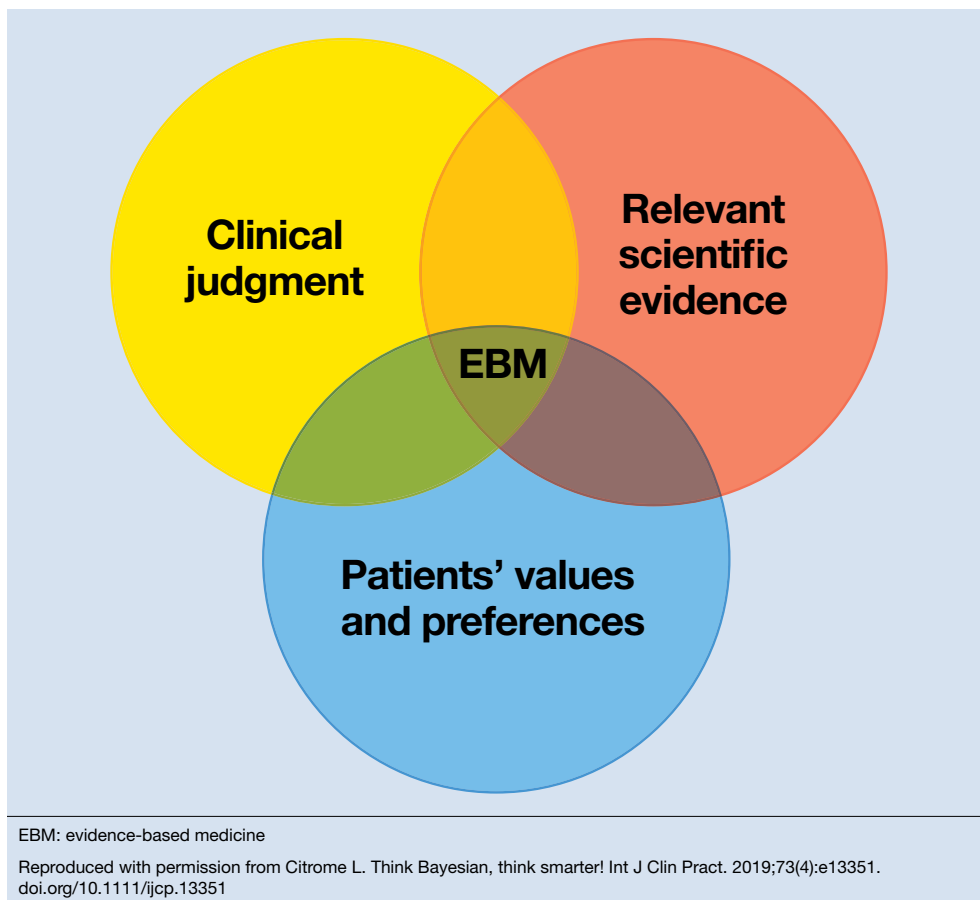 Clinical
judgment
Relevant
scientific
evidence
EBM
Patients’ values
and preferences
EBM: evidence-based medicine
Reproduced with permission from Citrome L. Think Bayesian, think smarter! Int J Clin Pract. 2019;73(4):e13351.
doi.org/10.1111/ijcp.13351